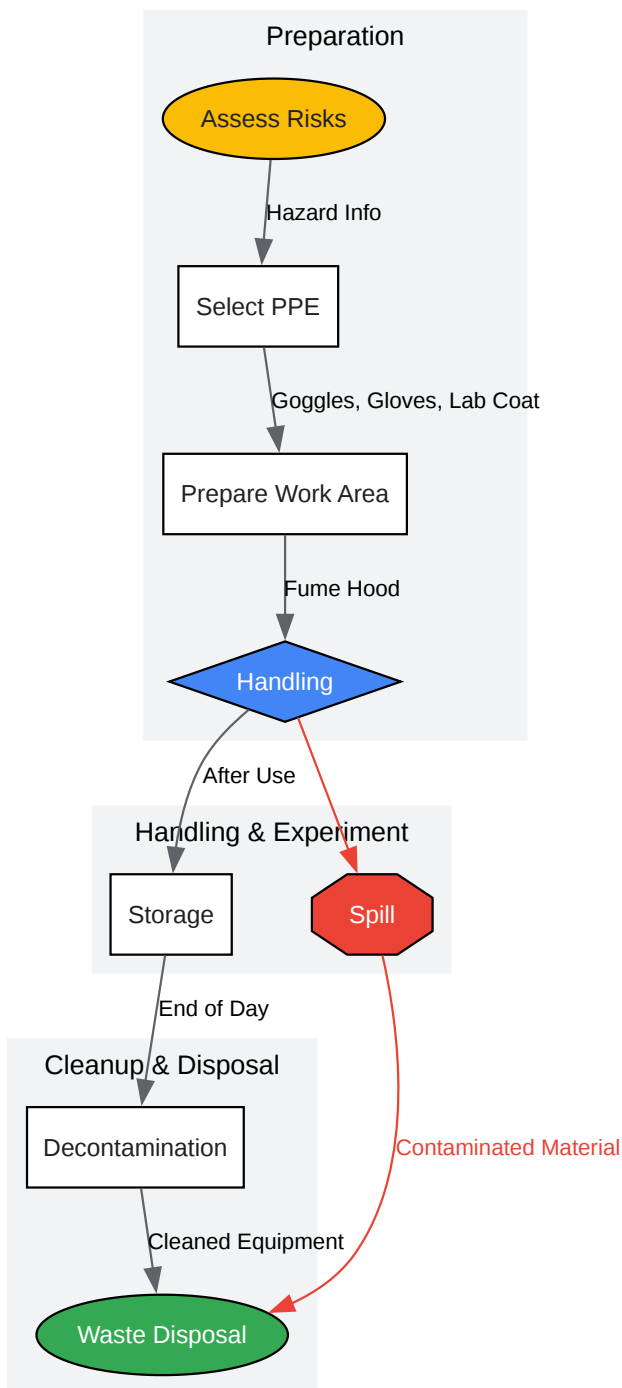 Preparation
Assess Risks
Hazard Info
Select PPE
Goggles, Gloves, Lab Coat
Prepare Work Area
Fume Hood
Handling
After Use
Handling & Experiment
Storage
Spill
End of Day
Cleanup & Disposal
Decontamination
Contaminated Material
Cleaned Equipment
Waste Disposal